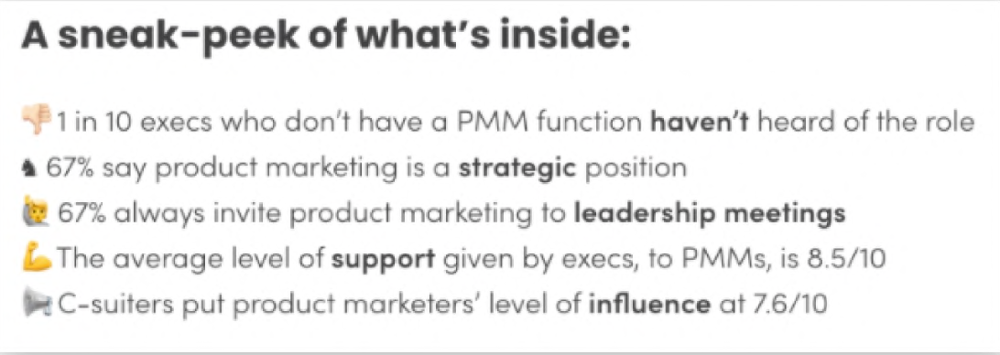 A sneak-peek of what's inside:
👎🏻 1 in 10 execs who don't have a PMM function haven't heard of the role
♞ 67% say product marketing is a strategic position
🙋‍♂️ 67% always invite product marketing to leadership meetings
💪 The average level of support given by execs, to PMMs, is 8.5/10
📢 C-suiters put product marketers' level of influence at 7.6/10